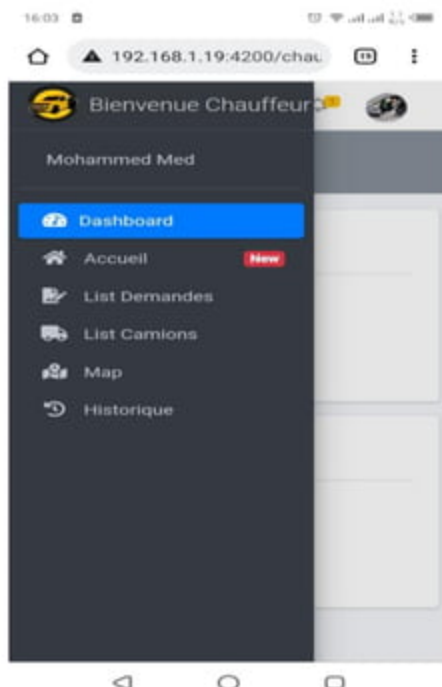 16:03
192.168.1.19:4200/chau
19
Bienvenue Chauffeur
Mohammed Med
Dashboard
Accueil New
List Demandes
List Camions
Map
Historique